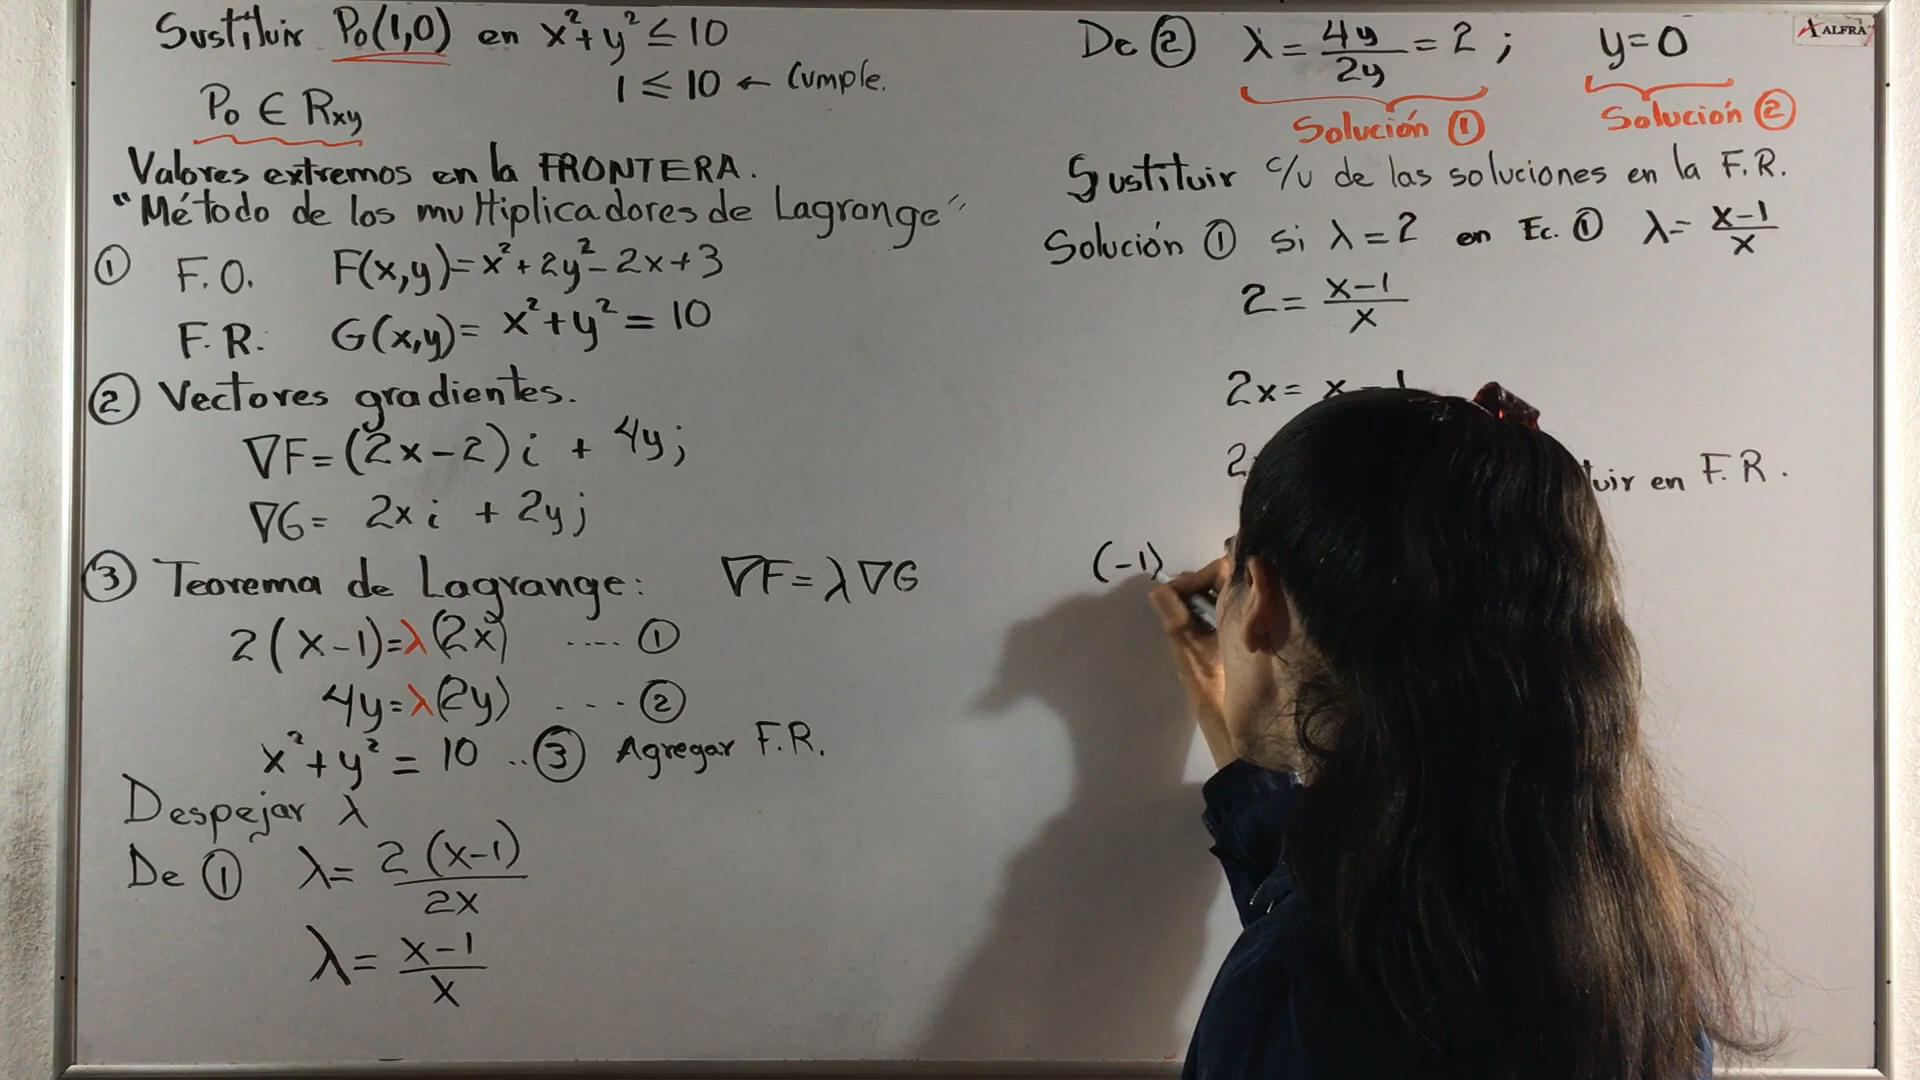 Sustituir P₀(1,0) en x²+y² ≤ 10
1 ≤ 10 ← Cumple.
P₀ ∈ Rxy
Valores extremos en la FRONTERA.
"Método de los multiplicadores de Lagrange"
① F.O. F(x,y)=x²+2y²-2x+3
F.R: G(x,y)= x²+y² = 10
② Vectores gradientes.
∇F=(2x-2)i + 4yj
∇G= 2xi + 2yj
③ Teorema de Lagrange: ∇F=λ∇G
2(x-1)=λ(2x) .... ①
4y=λ(2y) ... ②
x²+y² = 10 ..③ Agregar F.R.
Despejar λ
De ① λ= 2(x-1)/2x
λ= x-1/x
De ② λ= 4y/2y = 2 ; y=0
Solución ① Solución ②
Sustituir c/u de las soluciones en la F.R.
Solución ① si λ=2 en Ec. ① λ= x-1/x
2= x-1/x
2x= x-1
2
en F.R.
(-1)
ALFRA